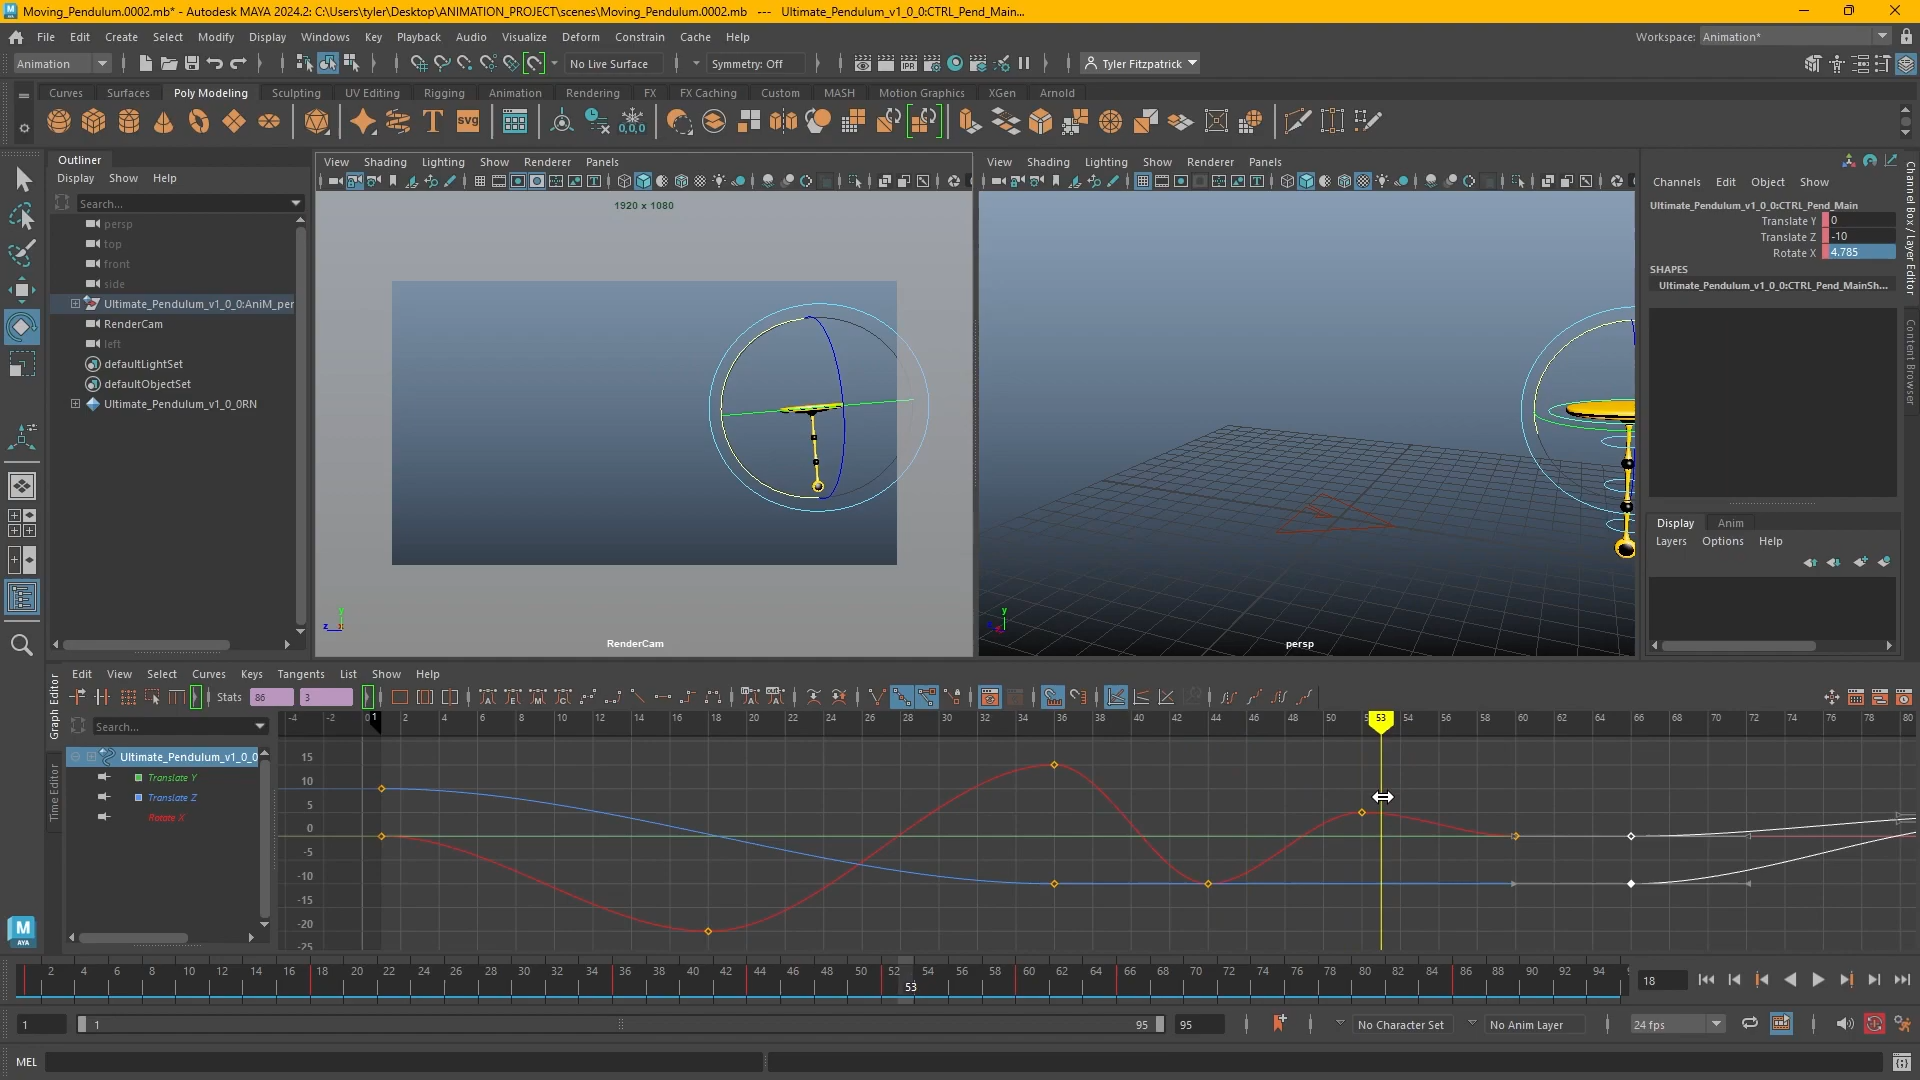 Moving_Pendulum.0002.mb* - Autodesk MAYA 2024.2: C:\Users\tyler\Desktop\ANIMATION_PROJECT\scenes\Moving_Pendulum.0002.mb --- Ultimate_Pendulum_v1_0_0:CTRL_Pend_Main...
File Edit Create Select Modify Display Windows Key Playback Audio Visualize Deform Constrain Cache Help
Workspace: Animation*
Animation
No Live Surface
Symmetry: Off
IPR
Tyler Fitzpatrick
Curves Surfaces Poly Modeling Sculpting UV Editing Rigging Animation Rendering FX FX Caching Custom MASH Motion Graphics XGen Arnold
T SVG 0,0,0
Outliner
Display Show Help
Search...
persp
top
front
side
Ultimate_Pendulum_v1_0_0:AniM_per
RenderCam
left
defaultLightSet
defaultObjectSet
Ultimate_Pendulum_v1_0_0RN
View Shading Lighting Show Renderer Panels
1920 x 1080
y
z x
RenderCam
View Shading Lighting Show Renderer Panels
y
persp
Channels Edit Object Show
Ultimate_Pendulum_v1_0_0:CTRL_Pend_Main
Translate Y 0
Translate Z -10
Rotate X 4.785
SHAPES
Ultimate_Pendulum_v1_0_0:CTRL_Pend_MainSh...
Channel Box / Layer Editor
Content Browser
Display Anim
Layers Options Help
Graph Editor
Time Editor
Edit View Select Curves Keys Tangents List Show Help
Stats 86 3
Search...
Ultimate_Pendulum_v1_0_0
Translate Y
Translate Z
Rotate X
-4 -2 0 1 2 4 6 8 10 12 14 16 18 20 22 24 26 28 30 32 34 36 38 40 42 44 46 48 50 53 54 56 58 60 62 64 66 68 70 72 74 76 78 80
15
10
5
0
-5
-10
-15
-20
-25
M
AYA
2 4 6 8 10 12 14 16 18 20 22 24 26 28 30 32 34 36 38 40 42 44 46 48 50 52 54 56 58 60 62 64 66 68 70 72 74 76 78 80 82 84 86 88 90 92 94
53
18
1 1 95 95
No Character Set
No Anim Layer
24 fps
MEL